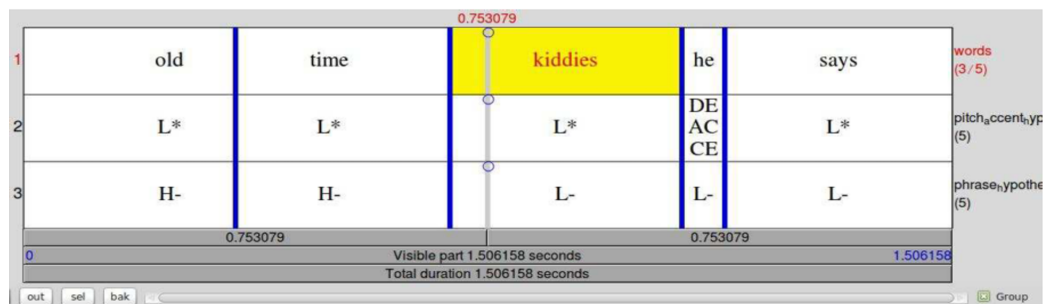 0.753079
1 old time kiddies he says words
(3/5)
2 L* L* L* DE
AC
CE L* pitchaccenthyp
(5)
3 H- H- L- L- L- phrasehypothe
(5)
0.753079 0.753079
0 Visible part 1.506158 seconds 1.506158
Total duration 1.506158 seconds
out sel bak Group